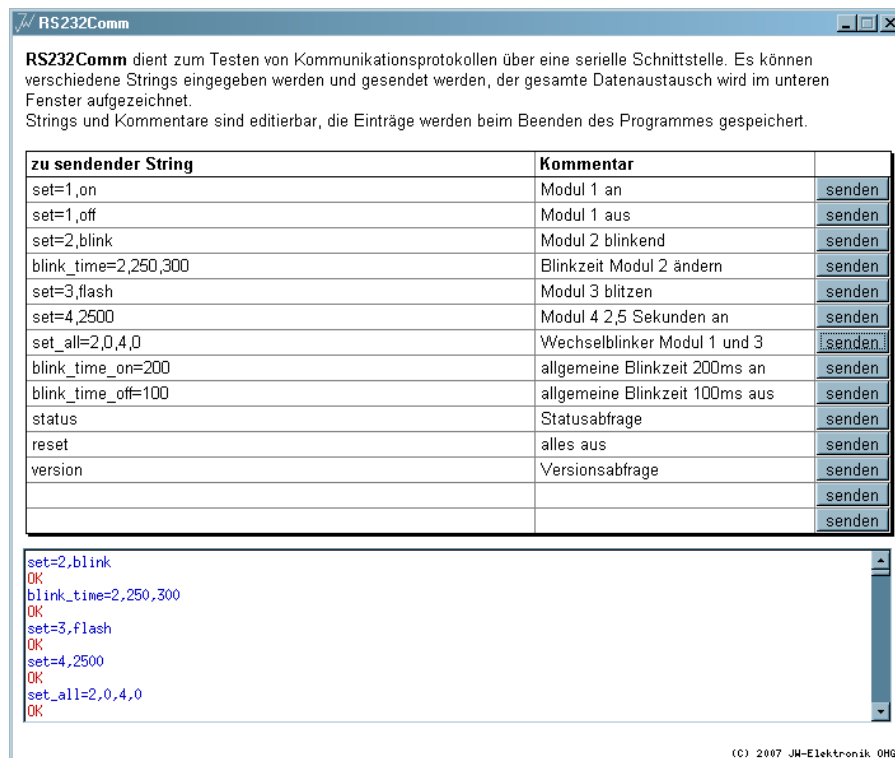 RS232Comm
RS232Comm dient zum Testen von Kommunikationsprotokollen über eine serielle Schnittstelle. Es können
verschiedene Strings eingegeben werden und gesendet werden, der gesamte Datenaustausch wird im unteren
Fenster aufgezeichnet.
Strings und Kommentare sind editierbar, die Einträge werden beim Beenden des Programmes gespeichert.
zu sendender String Kommentar
set=1,on Modul 1 an senden
set=1,off Modul 1 aus senden
set=2,blink Modul 2 blinkend senden
blink_time=2,250,300 Blinkzeit Modul 2 ändern senden
set=3,flash Modul 3 blitzen senden
set=4,2500 Modul 4 2,5 Sekunden an senden
set_all=2,0,4,0 Wechselblinker Modul 1 und 3 senden
blink_time_on=200 allgemeine Blinkzeit 200ms an senden
blink_time_off=100 allgemeine Blinkzeit 100ms aus senden
status Statusabfrage senden
reset alles aus senden
version Versionsabfrage senden
senden
senden
set=2,blink
OK
blink_time=2,250,300
OK
set=3,flash
OK
set=4,2500
OK
set_all=2,0,4,0
OK
(C) 2007 JW-Elektronik OHG